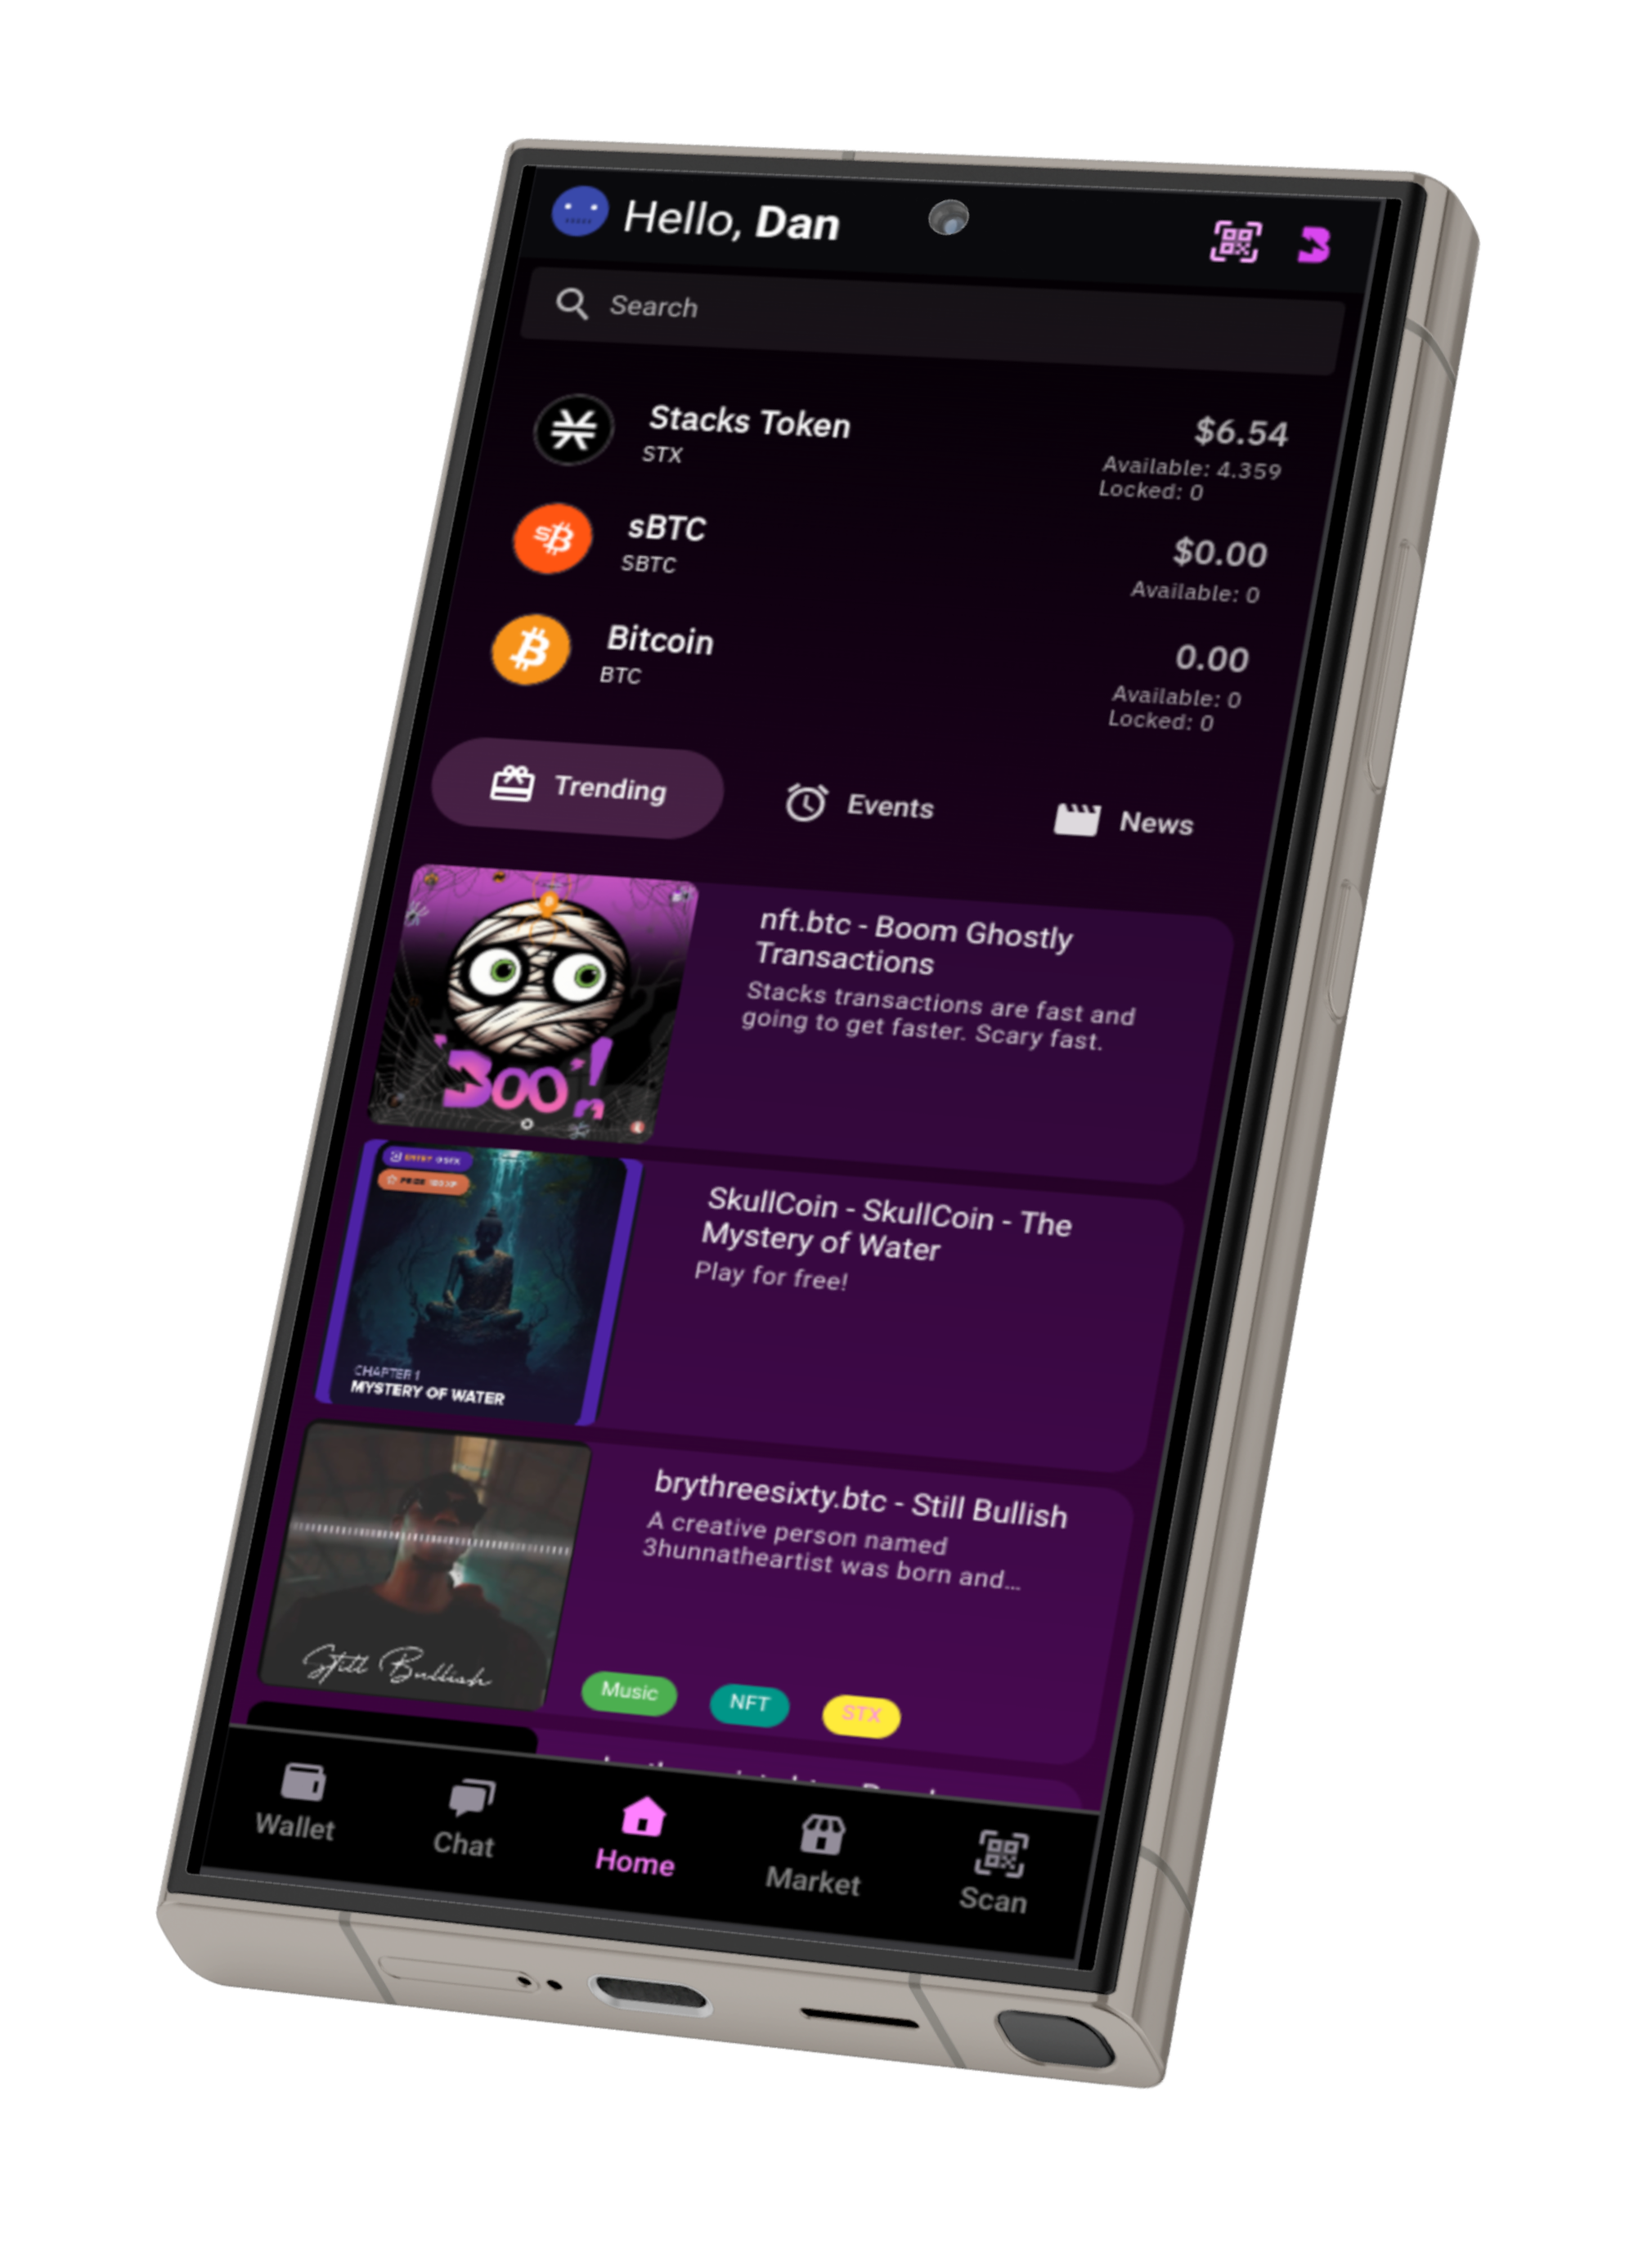 Hello, Dan
Search
Stacks Token
STX
$6.54
Available: 4.359
Locked: 0
sBTC
SBTC
$0.00
Available: 0
Bitcoin
BTC
0.00
Available: 0
Locked: 0
Trending
Events
News
nft.btc - Boom Ghostly
Transactions
Stacks transactions are fast and
going to get faster. Scary fast.
SkullCoin - SkullCoin - The
Mystery of Water
Play for free!
CHAPTER 1
MYSTERY OF WATER
brythreesixty.btc - Still Bullish
A creative person named
3hunnatheartist was born and...
Still Bullish
Music
NFT
STX
Wallet
Chat
Home
Market
Scan